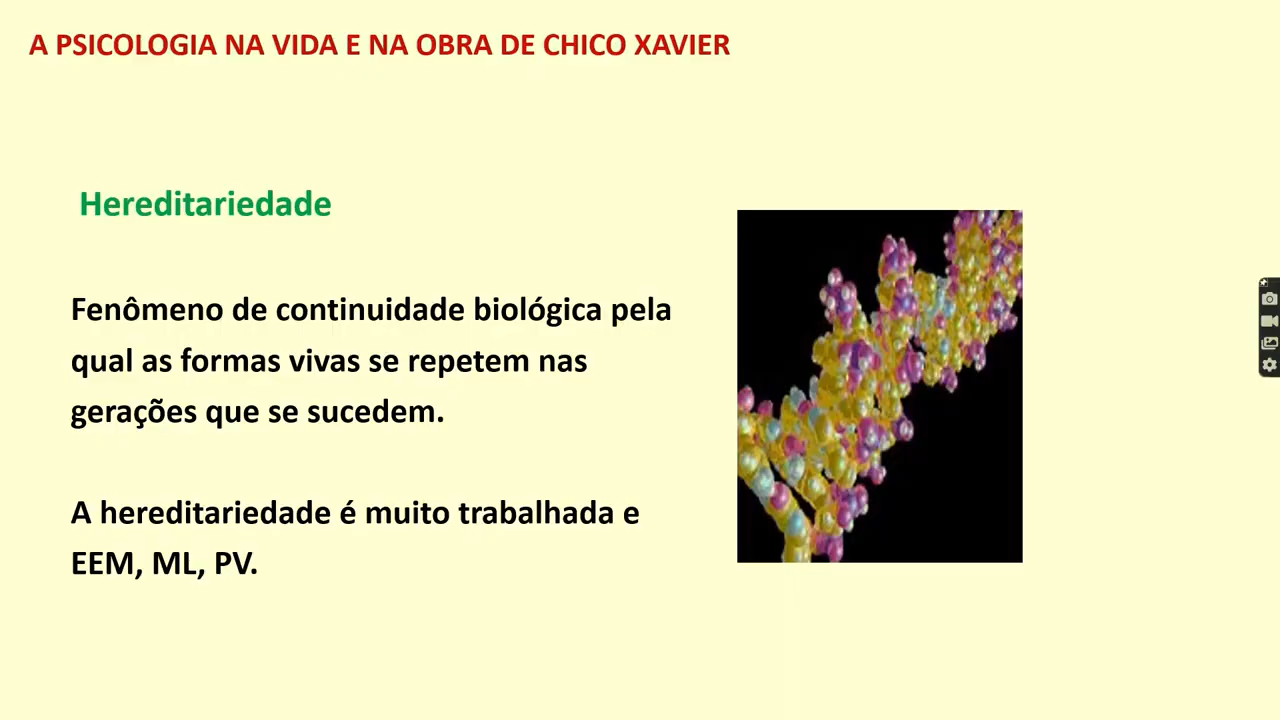 A PSICOLOGIA NA VIDA E NA OBRA DE CHICO XAVIER
Hereditariedade
Fenômeno de continuidade biológica pela
qual as formas vivas se repetem nas
gerações que se sucedem.
A hereditariedade é muito trabalhada e
EEM, ML, PV.